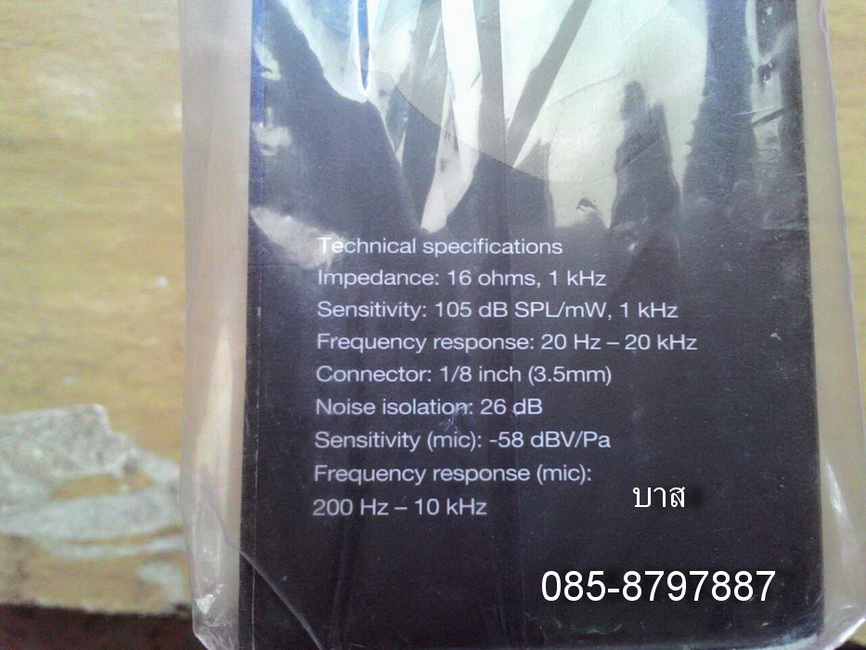 Technical specifications
Impedance: 16 ohms, 1 kHz
Sensitivity: 105 dB SPL/mW, 1 kHz
Frequency response: 20 Hz – 20 kHz
Connector: 1/8 inch (3.5mm)
Noise isolation: 26 dB
Sensitivity (mic): -58 dBV/Pa
Frequency response (mic):
200 Hz – 10 kHz
บาส
085-8797887